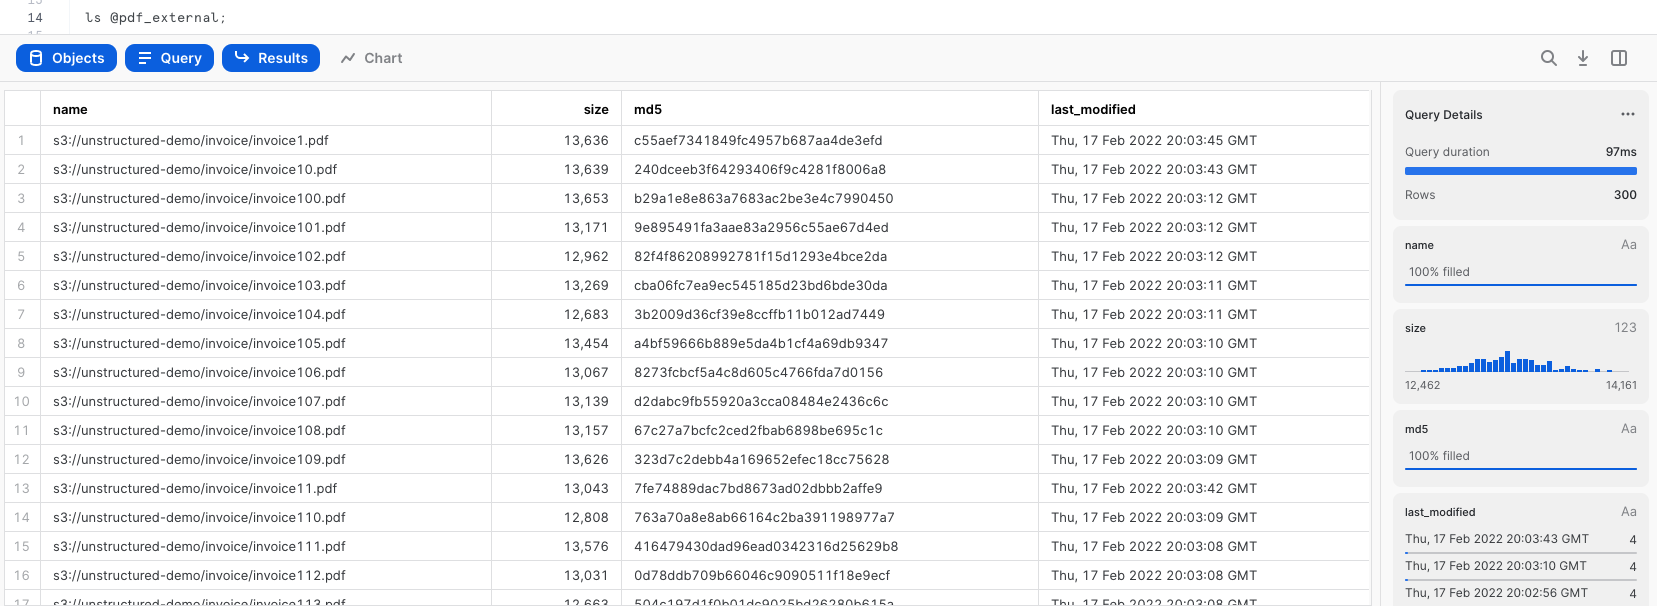 14 ls @pdf_external;
Objects Query Results Chart
name size md5 last_modified
1 s3://unstructured-demo/invoice/invoice1.pdf 13,636 c55aef7341849fc4957b687aa4de3efd Thu, 17 Feb 2022 20:03:45 GMT
2 s3://unstructured-demo/invoice/invoice10.pdf 13,639 240dceeb3f64293406f9c4281f8006a8 Thu, 17 Feb 2022 20:03:43 GMT
3 s3://unstructured-demo/invoice/invoice100.pdf 13,653 b29a1e8e863a7683ac2be3e4c7990450 Thu, 17 Feb 2022 20:03:12 GMT
4 s3://unstructured-demo/invoice/invoice101.pdf 13,171 9e895491fa3aae83a2956c55ae67d4ed Thu, 17 Feb 2022 20:03:12 GMT
5 s3://unstructured-demo/invoice/invoice102.pdf 12,962 82f4f86208992781f15d1293e4bce2da Thu, 17 Feb 2022 20:03:12 GMT
6 s3://unstructured-demo/invoice/invoice103.pdf 13,269 cba06fc7ea9ec545185d23bd6bde30da Thu, 17 Feb 2022 20:03:11 GMT
7 s3://unstructured-demo/invoice/invoice104.pdf 12,683 3b2009d36cf39e8ccffb11b012ad7449 Thu, 17 Feb 2022 20:03:11 GMT
8 s3://unstructured-demo/invoice/invoice105.pdf 13,454 a4bf59666b889e5da4b1cf4a69db9347 Thu, 17 Feb 2022 20:03:10 GMT
9 s3://unstructured-demo/invoice/invoice106.pdf 13,067 8273fcbcf5a4c8d605c4766fda7d0156 Thu, 17 Feb 2022 20:03:10 GMT
10 s3://unstructured-demo/invoice/invoice107.pdf 13,139 d2dabc9fb55920a3cca08484e2436c6c Thu, 17 Feb 2022 20:03:10 GMT
11 s3://unstructured-demo/invoice/invoice108.pdf 13,157 67c27a7bcfc2ced2fbab6898be695c1c Thu, 17 Feb 2022 20:03:10 GMT
12 s3://unstructured-demo/invoice/invoice109.pdf 13,626 323d7c2debb4a169652efec18cc75628 Thu, 17 Feb 2022 20:03:09 GMT
13 s3://unstructured-demo/invoice/invoice11.pdf 13,043 7fe74889dac7bd8673ad02dbbb2affe9 Thu, 17 Feb 2022 20:03:42 GMT
14 s3://unstructured-demo/invoice/invoice110.pdf 12,808 763a70a8e8ab66164c2ba391198977a7 Thu, 17 Feb 2022 20:03:09 GMT
15 s3://unstructured-demo/invoice/invoice111.pdf 13,576 416479430dad96ead0342316d25629b8 Thu, 17 Feb 2022 20:03:08 GMT
16 s3://unstructured-demo/invoice/invoice112.pdf 13,031 0d78ddb709b66046c9090511f18e9ecf Thu, 17 Feb 2022 20:03:08 GMT
17 s3://unstructured-demo/invoice/invoice113.pdf 12,663 504c197d1f0b01dc9025bd26280b615a Thu, 17 Feb 2022 20:03:08 GMT
Query Details
Query duration 97ms
Rows 300
name Aa
100% filled
size 123
12,462 14,161
md5 Aa
100% filled
last_modified Aa
Thu, 17 Feb 2022 20:03:43 GMT 4
Thu, 17 Feb 2022 20:03:10 GMT 4
Thu, 17 Feb 2022 20:02:56 GMT 4